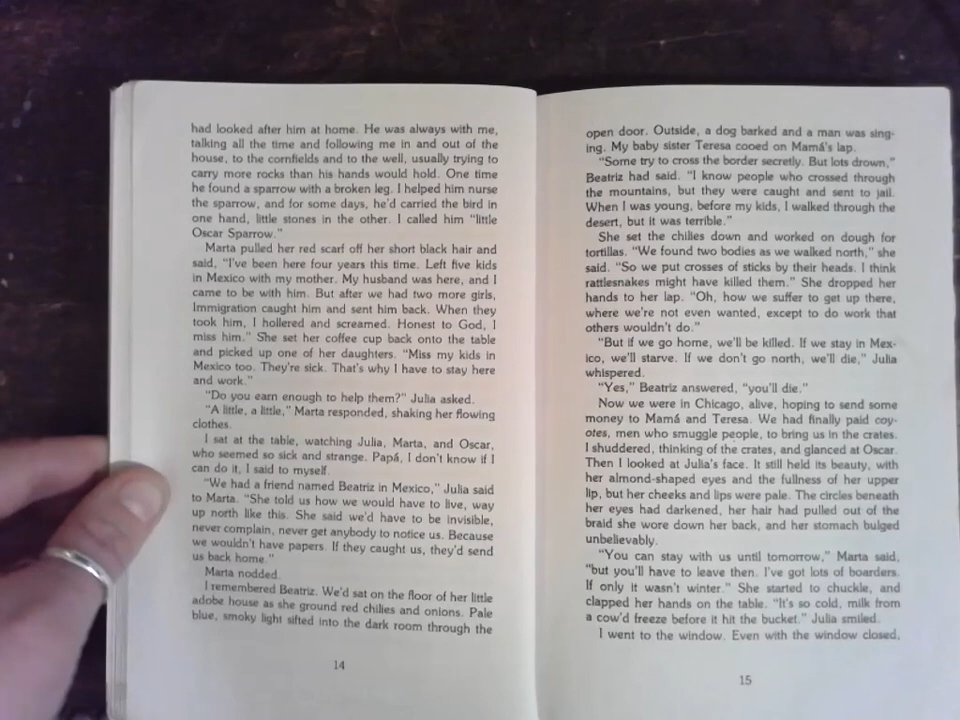 had looked after him at home. He was always with me,
talking all the time and following me in and out of the
house, to the cornfields and to the well, usually trying to
carry more rocks than his hands would hold. One time
he found a sparrow with a broken leg. I helped him nurse
the sparrow, and for some days, he'd carried the bird in
one hand, little stones in the other. I called him "little
Oscar Sparrow."
Marta pulled her red scarf off her short black hair and
said, "I've been here four years this time. Left five kids
in Mexico with my mother. My husband was here, and I
came to be with him. But after we had two more girls,
Immigration caught him and sent him back. When they
took him, I hollered and screamed. Honest to God, I
miss him." She set her coffee cup back onto the table
and picked up one of her daughters. "Miss my kids in
Mexico too. They're sick. That's why I have to stay here
and work."
"Do you earn enough to help them?" Julia asked.
"A little, a little," Marta responded, shaking her flowing
clothes.
I sat at the table, watching Julia, Marta, and Oscar,
who seemed so sick and strange. Papá, I don't know if I
can do it, I said to myself.
"We had a friend named Beatriz in Mexico," Julia said
to Marta. "She told us how we would have to live, way
up north like this. She said we'd have to be invisible,
never complain, never get anybody to notice us. Because
we wouldn't have papers. If they caught us, they'd send
us back home."
Marta nodded.
I remembered Beatriz. We'd sat on the floor of her little
adobe house as she ground red chilies and onions. Pale
blue, smoky light sifted into the dark room through the
14
open door. Outside, a dog barked and a man was sing-
ing. My baby sister Teresa cooed on Mamá's lap.
"Some try to cross the border secretly. But lots drown,"
Beatriz had said. "I know people who crossed through
the mountains, but they were caught and sent to jail.
When I was young, before my kids, I walked through the
desert, but it was terrible."
She set the chilies down and worked on dough for
tortillas. "We found two bodies as we walked north," she
said. "So we put crosses of sticks by their heads. I think
rattlesnakes might have killed them." She dropped her
hands to her lap. "Oh, how we suffer to get up there,
where we're not even wanted, except to do work that
others wouldn't do."
"But if we go home, we'll be killed. If we stay in Mex-
ico, we'll starve. If we don't go north, we'll die," Julia
whispered.
"Yes," Beatriz answered, "you'll die."
Now we were in Chicago, alive, hoping to send some
money to Mamá and Teresa. We had finally paid coy-
otes, men who smuggle people, to bring us in the crates.
I shuddered, thinking of the crates, and glanced at Oscar.
Then I looked at Julia's face. It still held its beauty, with
her almond-shaped eyes and the fullness of her upper
lip, but her cheeks and lips were pale. The circles beneath
her eyes had darkened, her hair had pulled out of the
braid she wore down her back, and her stomach bulged
unbelievably.
"You can stay with us until tomorrow," Marta said,
"but you'll have to leave then. I've got lots of boarders.
If only it wasn't winter." She started to chuckle, and
clapped her hands on the table. "It's so cold, milk from
a cow'd freeze before it hit the bucket." Julia smiled.
I went to the window. Even with the window closed,
15